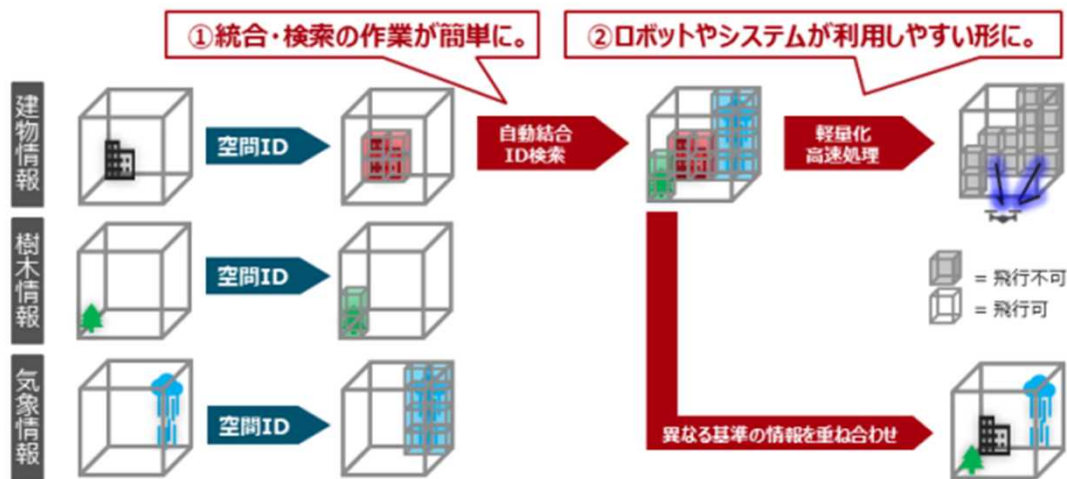 ①統合・検索の作業が簡単に。
②ロボットやシステムが利用しやすい形に。
建物情報
空間ID
自動結合
ID検索
軽量化
高速処理
樹木情報
空間ID
= 飛行不可
= 飛行可
気象情報
空間ID
異なる基準の情報を重ね合わせ